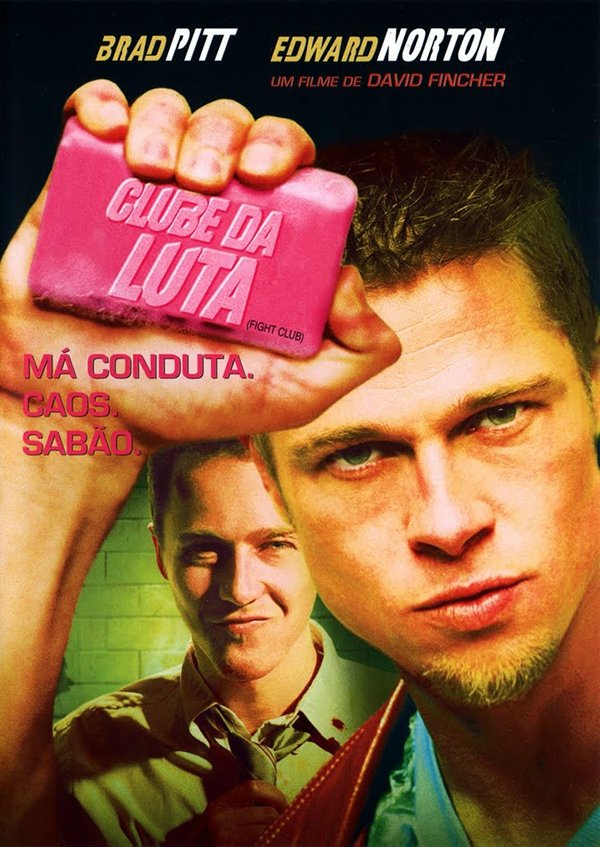 BRAD PITT EDWARD NORTON
UM FILME DE DAVID FINCHER
CLUBE DA
LUTA
(FIGHT CLUB)
MÁ CONDUTA.
CAOS.
SABÃO.